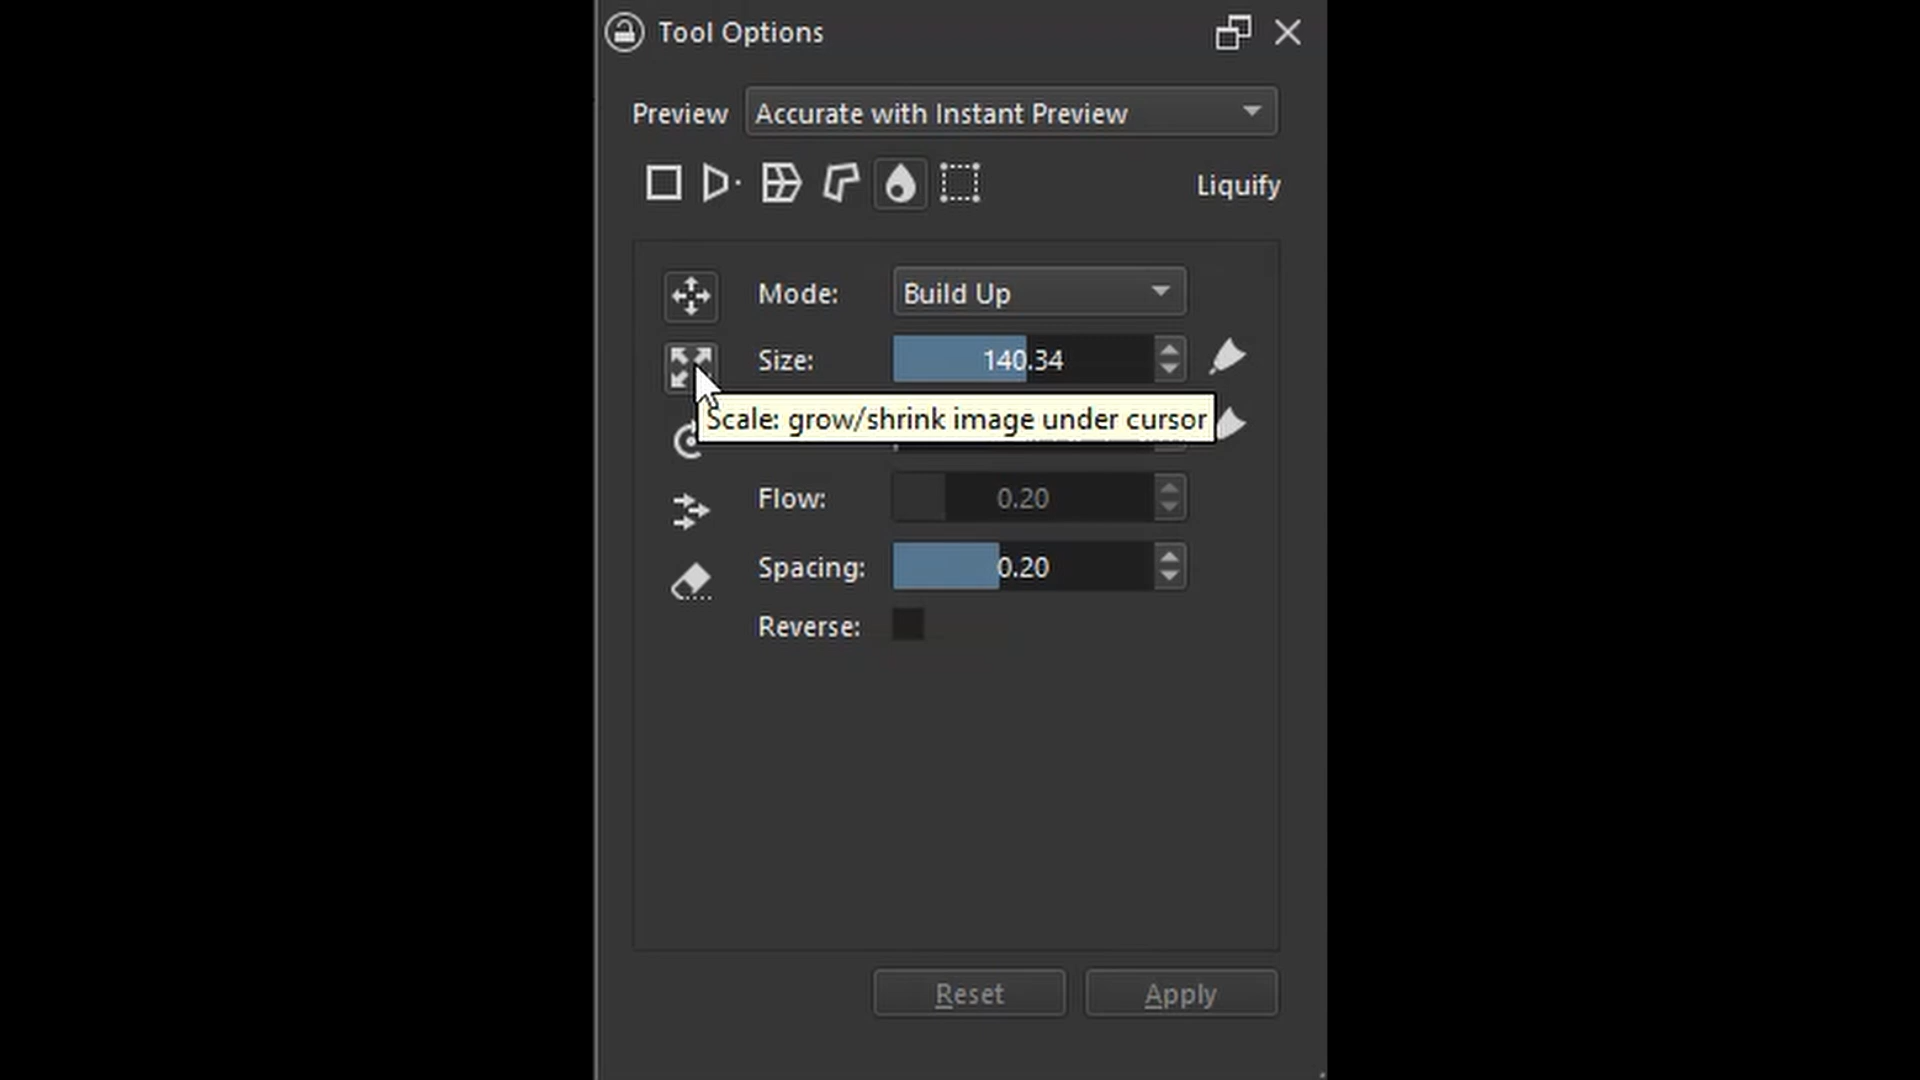 Tool Options
Preview Accurate with Instant Preview
Liquify
Mode: Build Up
Size: 140.34
Scale: grow/shrink image under cursor
Flow: 0.20
Spacing: 0.20
Reverse:
Reset Apply